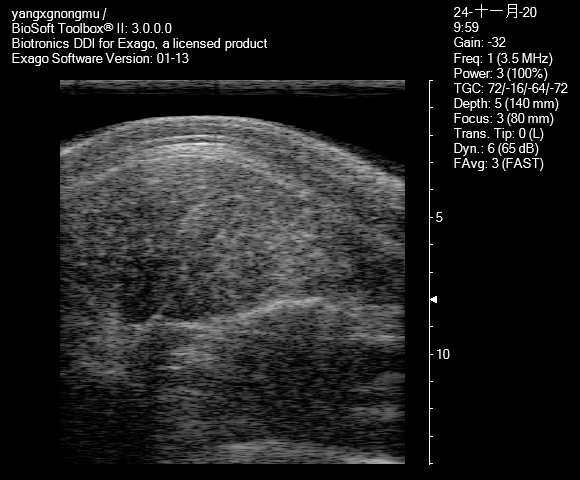 yangxgnongmu /
BioSoft Toolbox® II: 3.0.0.0
Biotronics DDI for Exago, a licensed product
Exago Software Version: 01-13
24-十一月-20
9:59
Gain: -32
Freq: 1 (3.5 MHz)
Power: 3 (100%)
TGC: 72/-16/-64/-72
Depth: 5 (140 mm)
Focus: 3 (80 mm)
Trans. Tip: 0 (L)
Dyn.: 6 (65 dB)
FAvg: 3 (FAST)
5
10